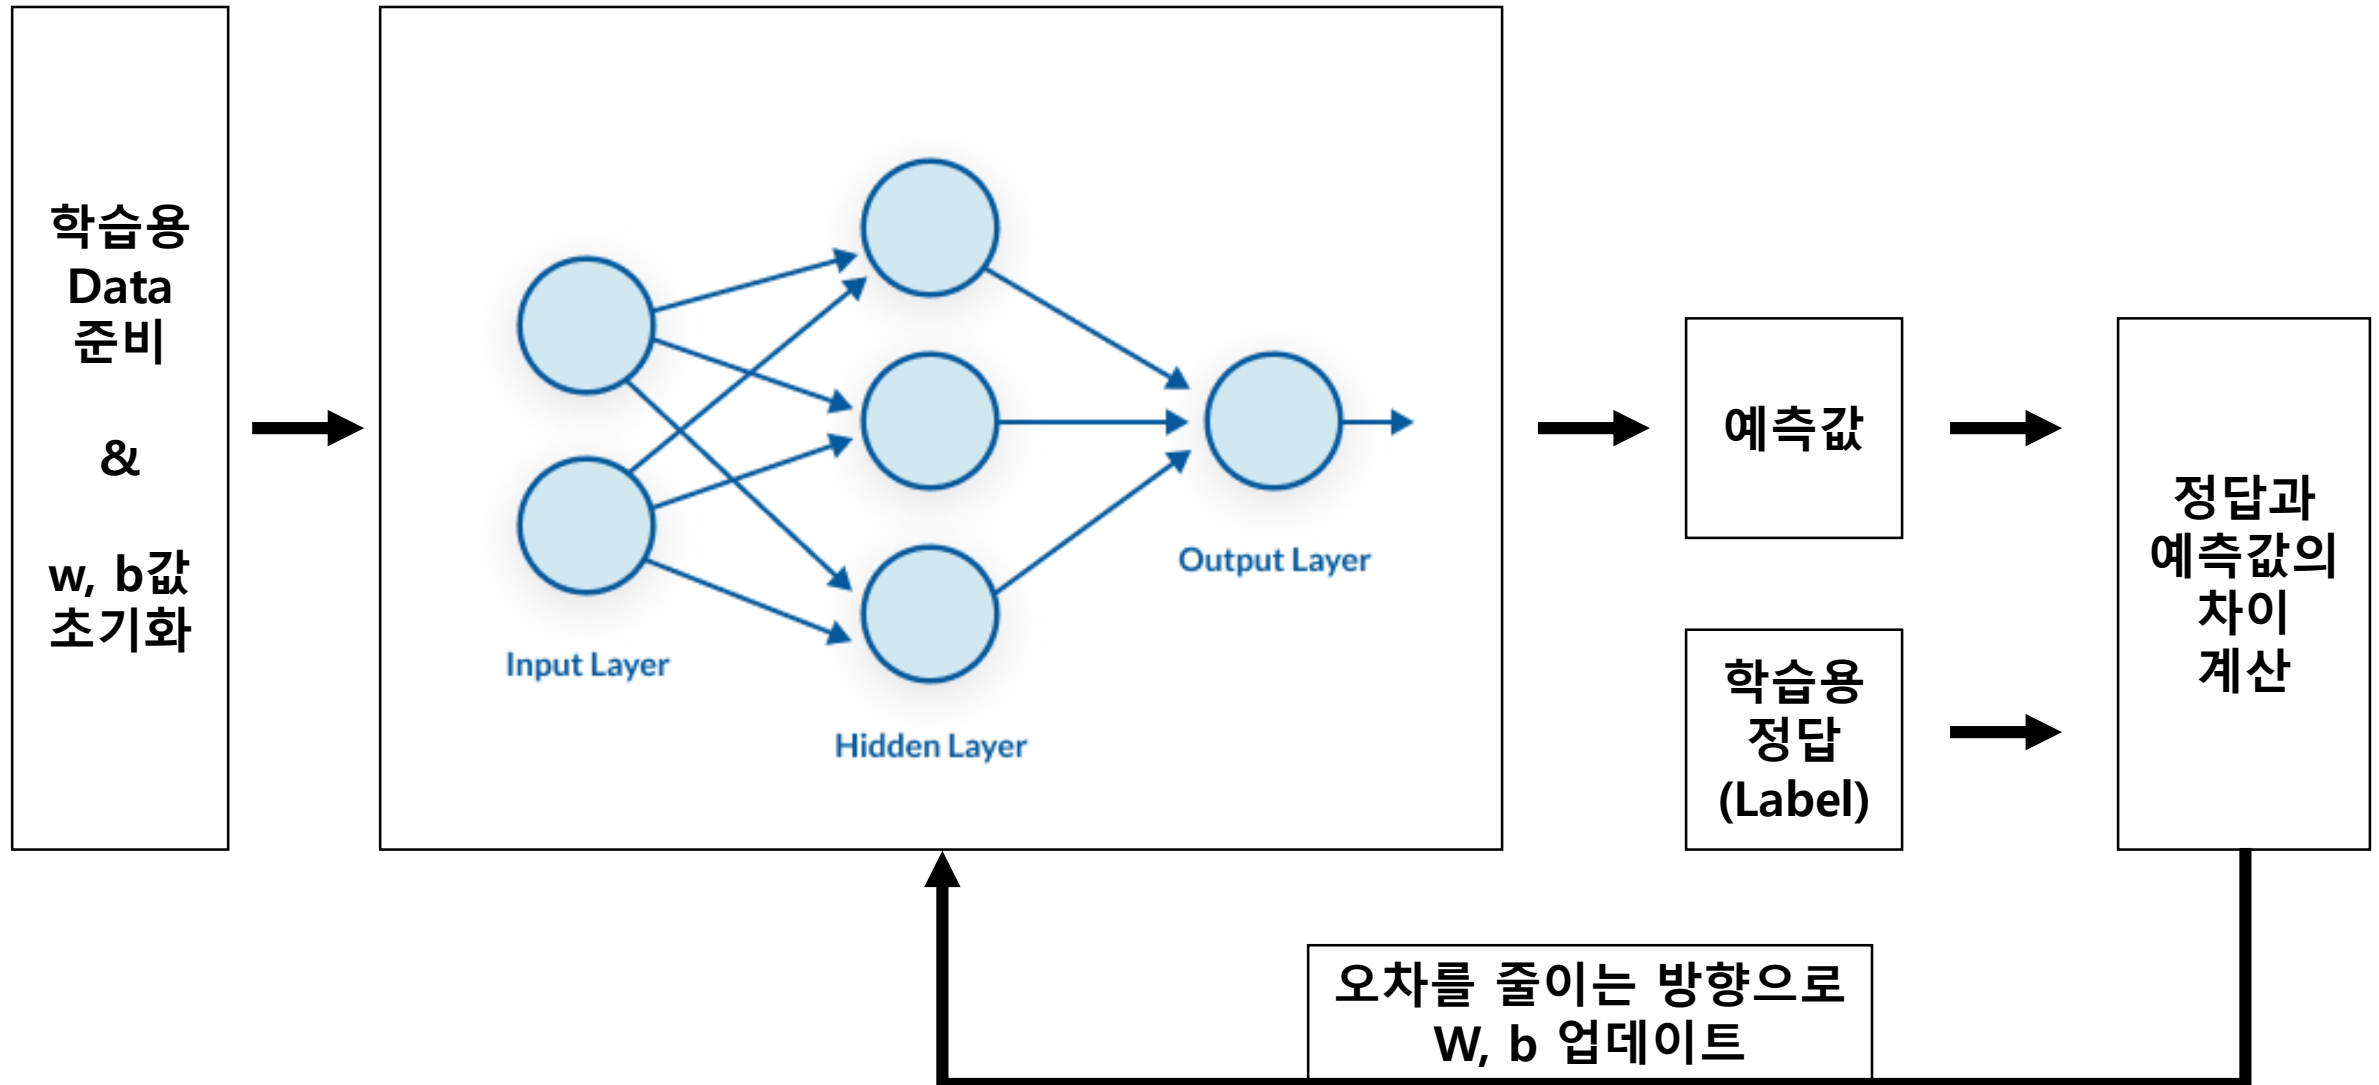 학습용
Data
준비
&
w, b값
초기화
Input Layer
Hidden Layer
Output Layer
예측값
학습용
정답
(Label)
정답과
예측값의
차이
계산
오차를 줄이는 방향으로
W, b 업데이트